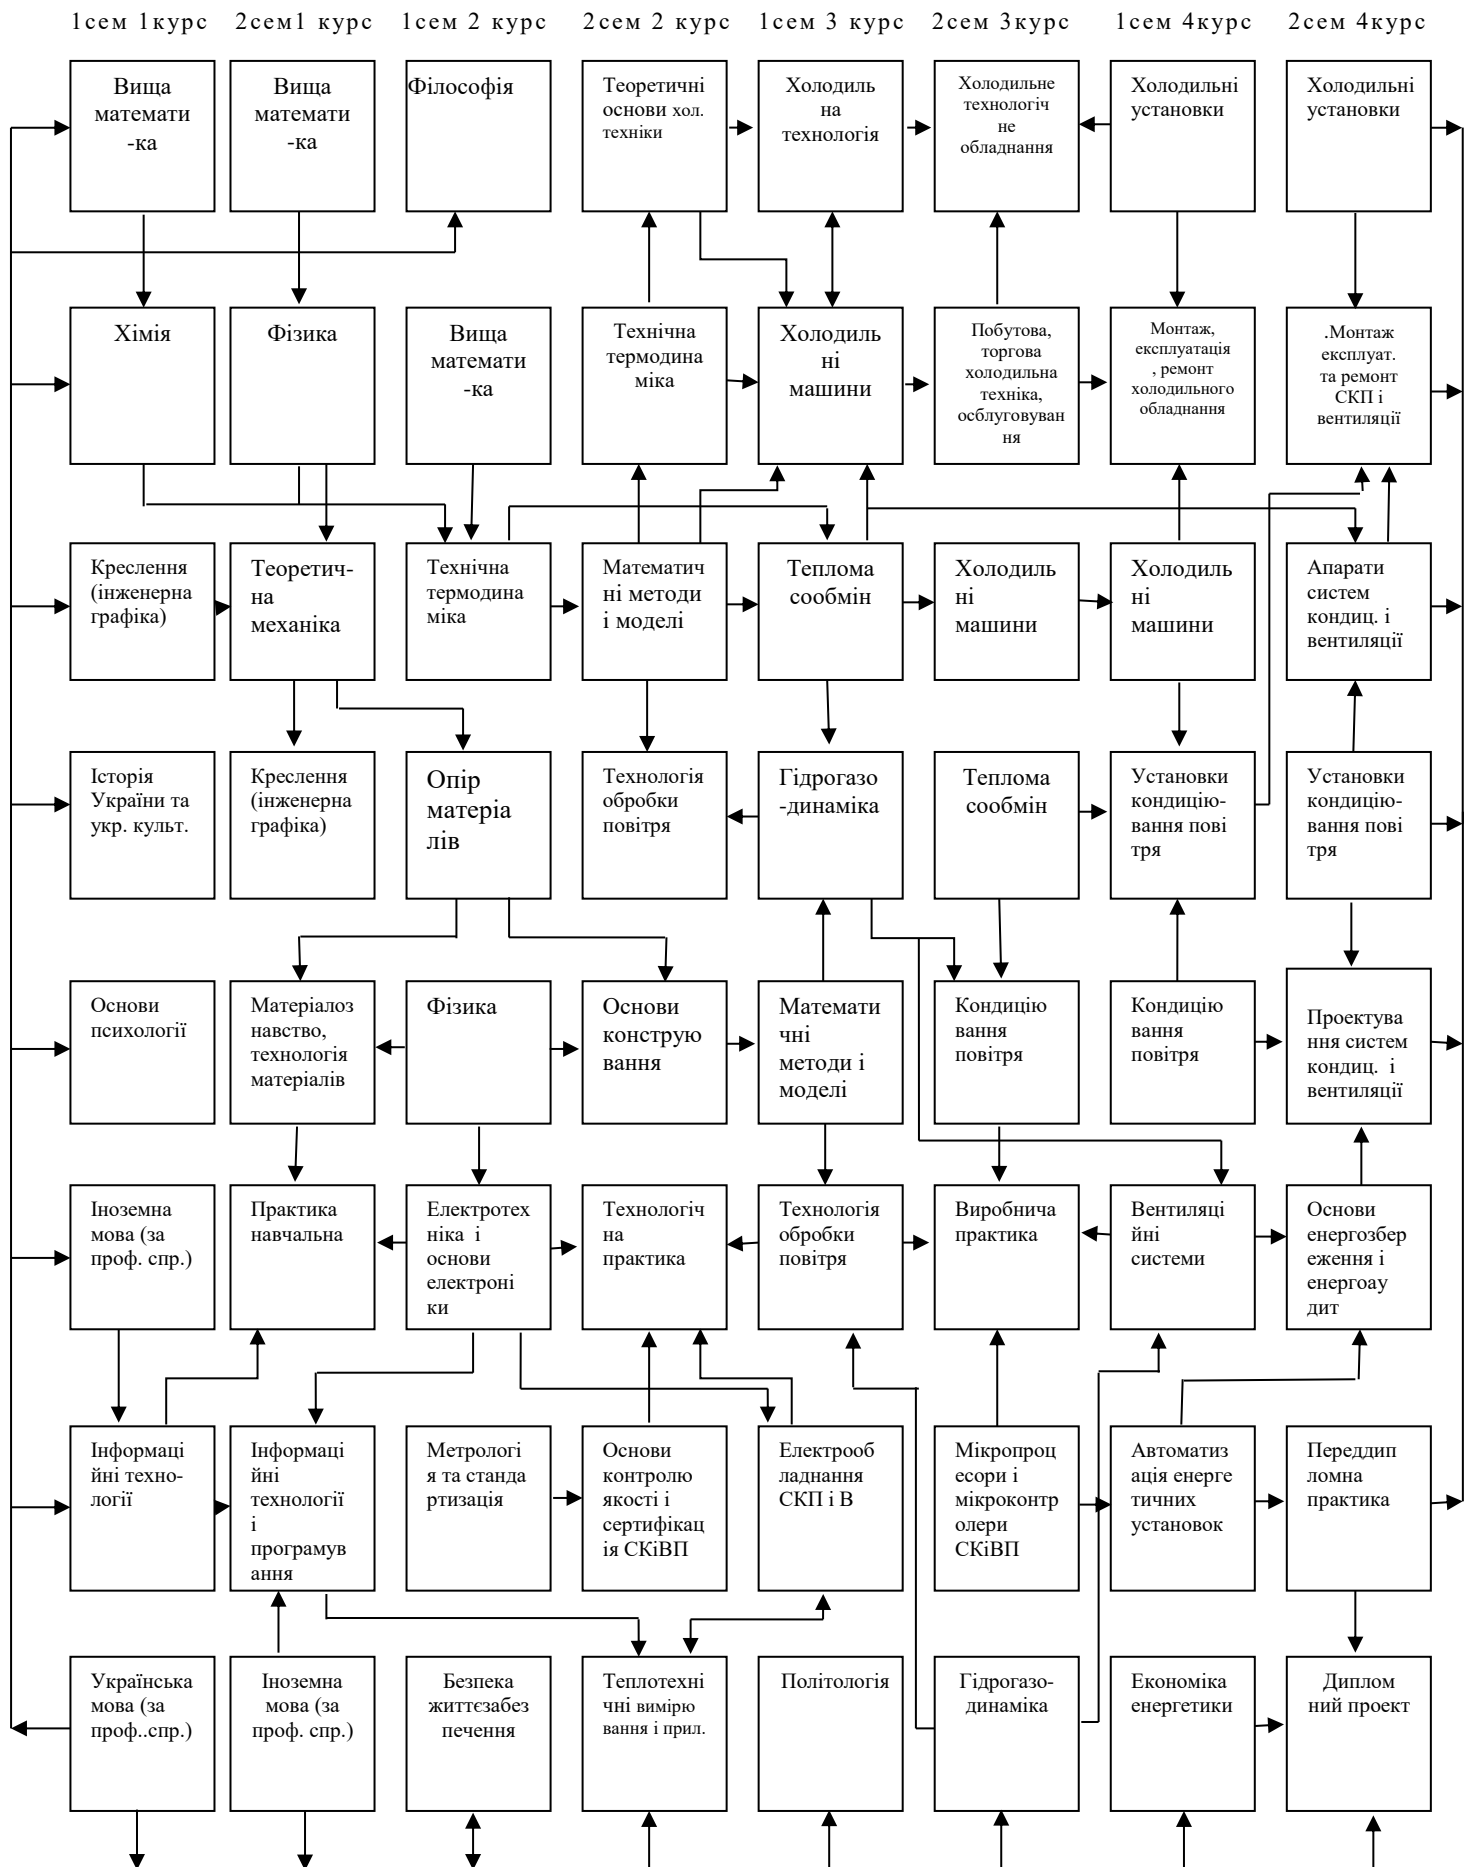 1сем 1курс
2сем1 курс
1сем 2 курс
2сем 2 курс
1сем 3 курс
2сем 3курс
1сем 4курс
2сем 4курс
Вища
математи
-ка
Вища
математи
-ка
Філософія
Теоретичні
основи хол.
техніки
Холодиль
на
технологія
Холодильне
технологіч
не
обладнання
Холодильні
установки
Холодильні
установки
Хімія
Фізика
Вища
математи
-ка
Технічна
термодина
міка
Холодиль
ні
машини
Побутова,
торгова
холодильна
техніка,
осблуговуван
ня
Монтаж,
експлуатація
, ремонт
холодильного
обладнання
.Монтаж
експлуат.
та ремонт
СКП і
вентиляції
Креслення
(інженерна
графіка)
Теоретич-
на
механіка
Технічна
термодина
міка
Математич
ні методи
і моделі
Теплома
сообмін
Холодиль
ні
машини
Холодиль
ні
машини
Апарати
систем
кондиц. і
вентиляції
Історія
України та
укр. культ.
Креслення
(інженерна
графіка)
Опір
матеріа
лів
Технологія
обробки
повітря
Гідрогазо
-динаміка
Теплома
сообмін
Установки
кондицію-
вання пові
тря
Установки
кондицію-
вання пові
тря
Основи
психології
Матеріалоз
навство,
технологія
матеріалів
Фізика
Основи
конструю
вання
Математи
чні
методи і
моделі
Кондицію
вання
повітря
Кондицію
вання
повітря
Проектува
ння систем
кондиц. і
вентиляції
Іноземна
мова (за
проф. спр.)
Практика
навчальна
Електротех
ніка і
основи
електроні
ки
Технологіч
на
практика
Технологія
обробки
повітря
Виробнича
практика
Вентиляці
йні
системи
Основи
енергозбер
еження і
енергоау
дит
Інформаці
йні техно-
логії
Інформаці
йні
технології
і
програмув
ання
Метрологі
я та станда
ртизація
Основи
контролю
якості і
сертифікац
ія СКіВП
Електрооб
ладнання
СКП і В
Мікропроц
есори і
мікроконтр
олери
СКіВП
Автоматиз
ація енерге
тичних
установок
Переддип
ломна
практика
Українська
мова (за
проф..спр.)
Іноземна
мова (за
проф. спр.)
Безпека
життєзабез
печення
Теплотехні
чні вимірю
вання і прил.
Політологія
Гідрогазо-
динаміка
Економіка
енергетики
Диплом
ний проект